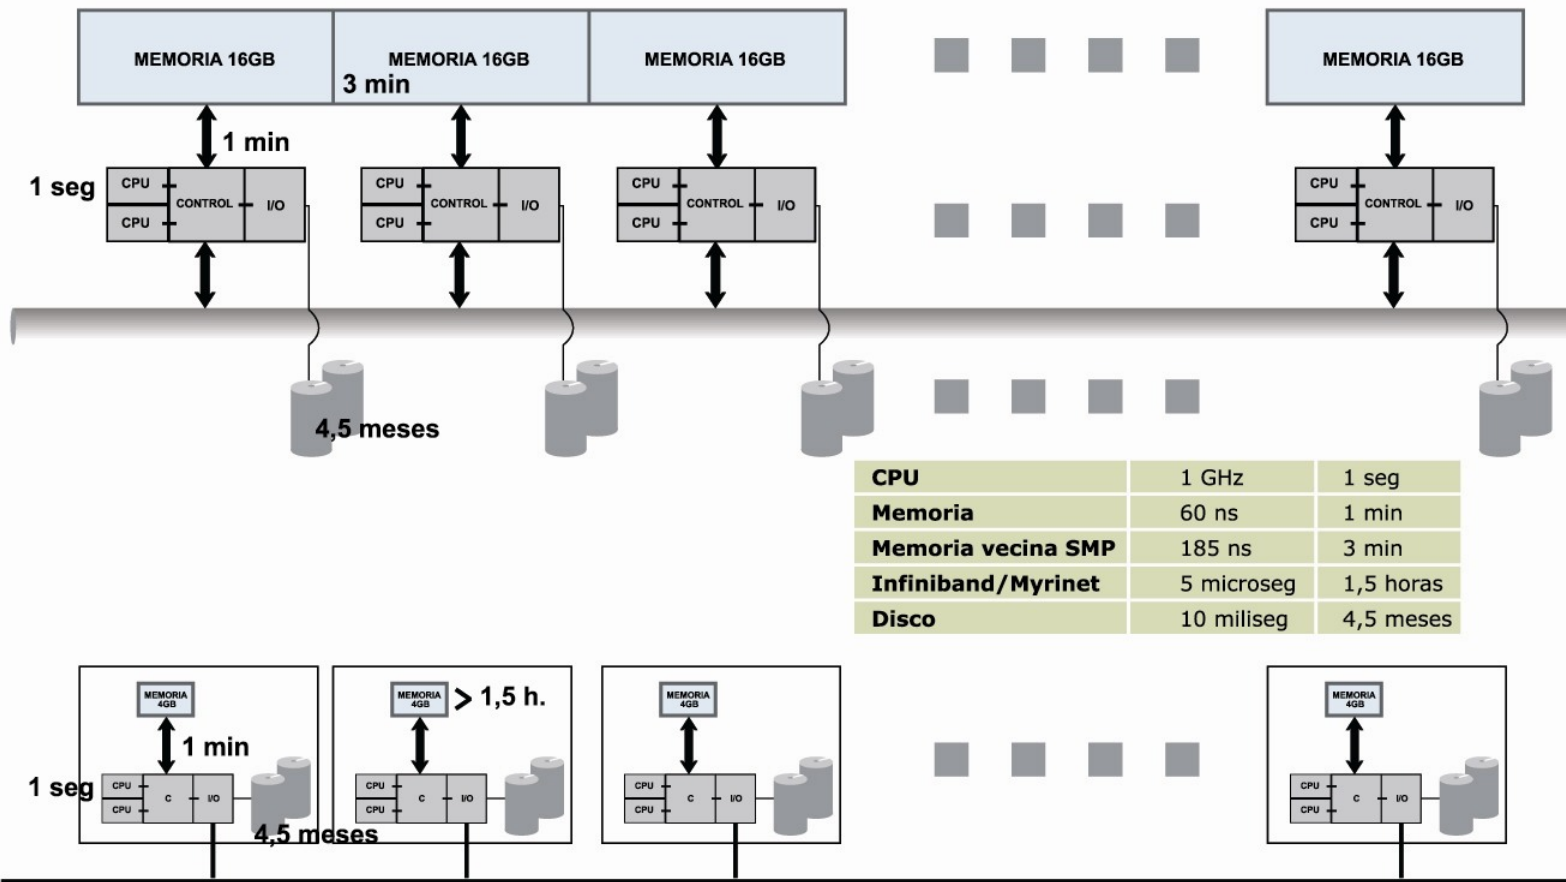 MEMORIA 16GB
MEMORIA 16GB
MEMORIA 16GB
MEMORIA 16GB
3 min
1 min
1 seg
CPU
CPU
CONTROL
I/O
CPU
CPU
CONTROL
I/O
CPU
CPU
CONTROL
I/O
CPU
CPU
CONTROL
I/O
4,5 meses
CPU 1 GHz 1 seg
Memoria 60 ns 1 min
Memoria vecina SMP 185 ns 3 min
Infiniband/Myrinet 5 microseg 1,5 horas
Disco 10 miliseg 4,5 meses
MEMORIA
4GB
MEMORIA
4GB
> 1,5 h.
MEMORIA
4GB
MEMORIA
4GB
1 min
1 seg
CPU
CPU
C
I/O
4,5 meses
CPU
CPU
C
I/O
CPU
CPU
C
I/O
CPU
CPU
C
I/O